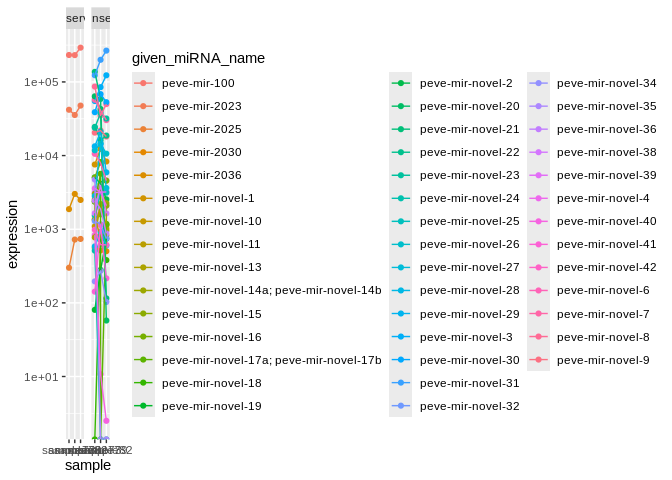 serv nse
given_miRNA_name
peve-mir-100
peve-mir-2023
peve-mir-2025
peve-mir-2030
peve-mir-2036
peve-mir-novel-1
peve-mir-novel-10
peve-mir-novel-11
peve-mir-novel-13
peve-mir-novel-14a; peve-mir-novel-14b
peve-mir-novel-15
peve-mir-novel-16
peve-mir-novel-17a; peve-mir-novel-17b
peve-mir-novel-18
peve-mir-novel-19
peve-mir-novel-2
peve-mir-novel-20
peve-mir-novel-21
peve-mir-novel-22
peve-mir-novel-23
peve-mir-novel-24
peve-mir-novel-25
peve-mir-novel-26
peve-mir-novel-27
peve-mir-novel-28
peve-mir-novel-29
peve-mir-novel-3
peve-mir-novel-30
peve-mir-novel-31
peve-mir-novel-32
peve-mir-novel-34
peve-mir-novel-35
peve-mir-novel-36
peve-mir-novel-38
peve-mir-novel-39
peve-mir-novel-4
peve-mir-novel-40
peve-mir-novel-41
peve-mir-novel-42
peve-mir-novel-6
peve-mir-novel-7
peve-mir-novel-8
peve-mir-novel-9
1e+05
1e+04
1e+03
1e+02
1e+01
expression
sample